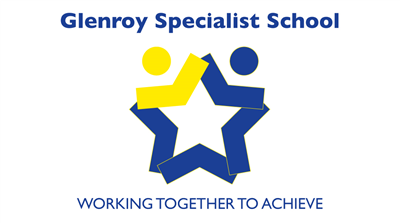 Glenroy Specialist School
WORKING TOGETHER TO ACHIEVE